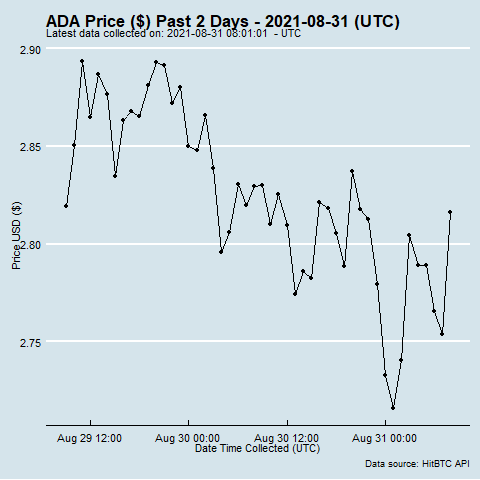 ADA Price ($) Past 2 Days - 2021-08-31 (UTC)
Latest data collected on: 2021-08-31 08:01:01 - UTC
Price USD ($)
2.90
2.85
2.80
2.75
Aug 29 12:00
Aug 30 00:00
Aug 30 12:00
Aug 31 00:00
Date Time Collected (UTC)
Data source: HitBTC API